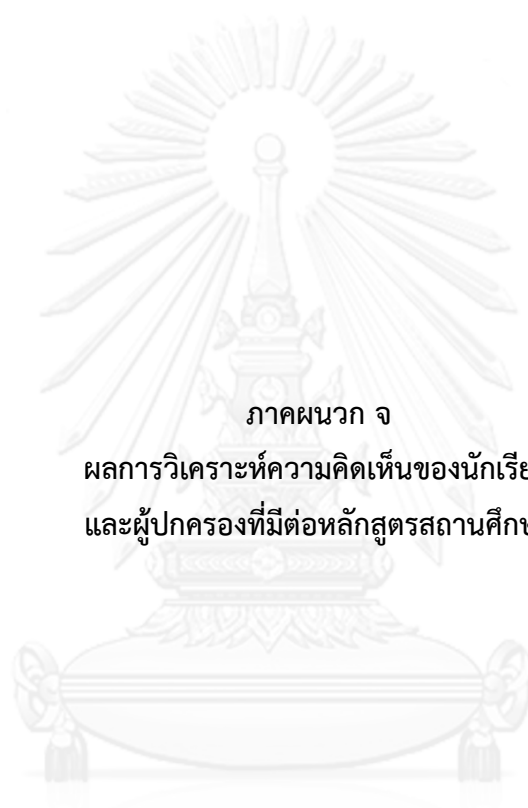 ภาคผนวก จ
ผลการวิเคราะห์ความคิดเห็นของนักเรีย
และผู้ปกครองที่มีต่อหลักสูตรสถานศึก